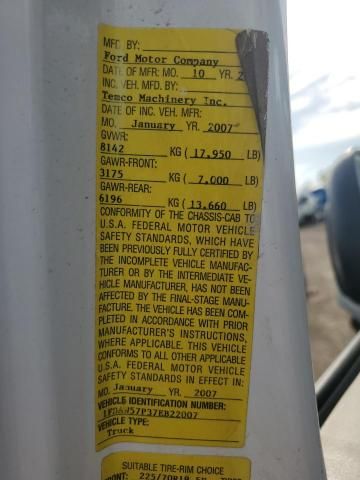 MFD. BY:
Ford Motor Company
DATE OF MFR: MO. 10 YR. 2
INC. VEH. MFD. BY:
Temco Machinery Inc.
DATE OF INC. VEH. MFR:
MO. January YR. 2007
GVWR:
8142 KG ( 17,950 LB)
GAWR-FRONT:
3175 KG ( 7,000 LB)
GAWR-REAR:
6196 KG ( 13,660 LB)
CONFORMITY OF THE CHASSIS-CAB TO
U.S.A. FEDERAL MOTOR VEHICLE
SAFETY STANDARDS, WHICH HAVE
BEEN PREVIOUSLY FULLY CERTIFIED BY
THE INCOMPLETE VEHICLE MANUFAC-
TURER OR BY THE INTERMEDIATE VE-
HICLE MANUFACTURER, HAS NOT BEEN
AFFECTED BY THE FINAL-STAGE MANU-
FACTURE. THE VEHICLE HAS BEEN COM-
PLETED IN ACCORDANCE WITH PRIOR
MANUFACTURER'S INSTRUCTIONS,
WHERE APPLICABLE. THIS VEHICLE
CONFORMS TO ALL OTHER APPLICABLE
U.S.A. FEDERAL MOTOR VEHICLE
SAFETY STANDARDS IN EFFECT IN:
MO. January YR. 2007
VEHICLE IDENTIFICATION NUMBER:
VEHICLE TYPE:
Truck
SUITABLE TIRE-RIM CHOICE